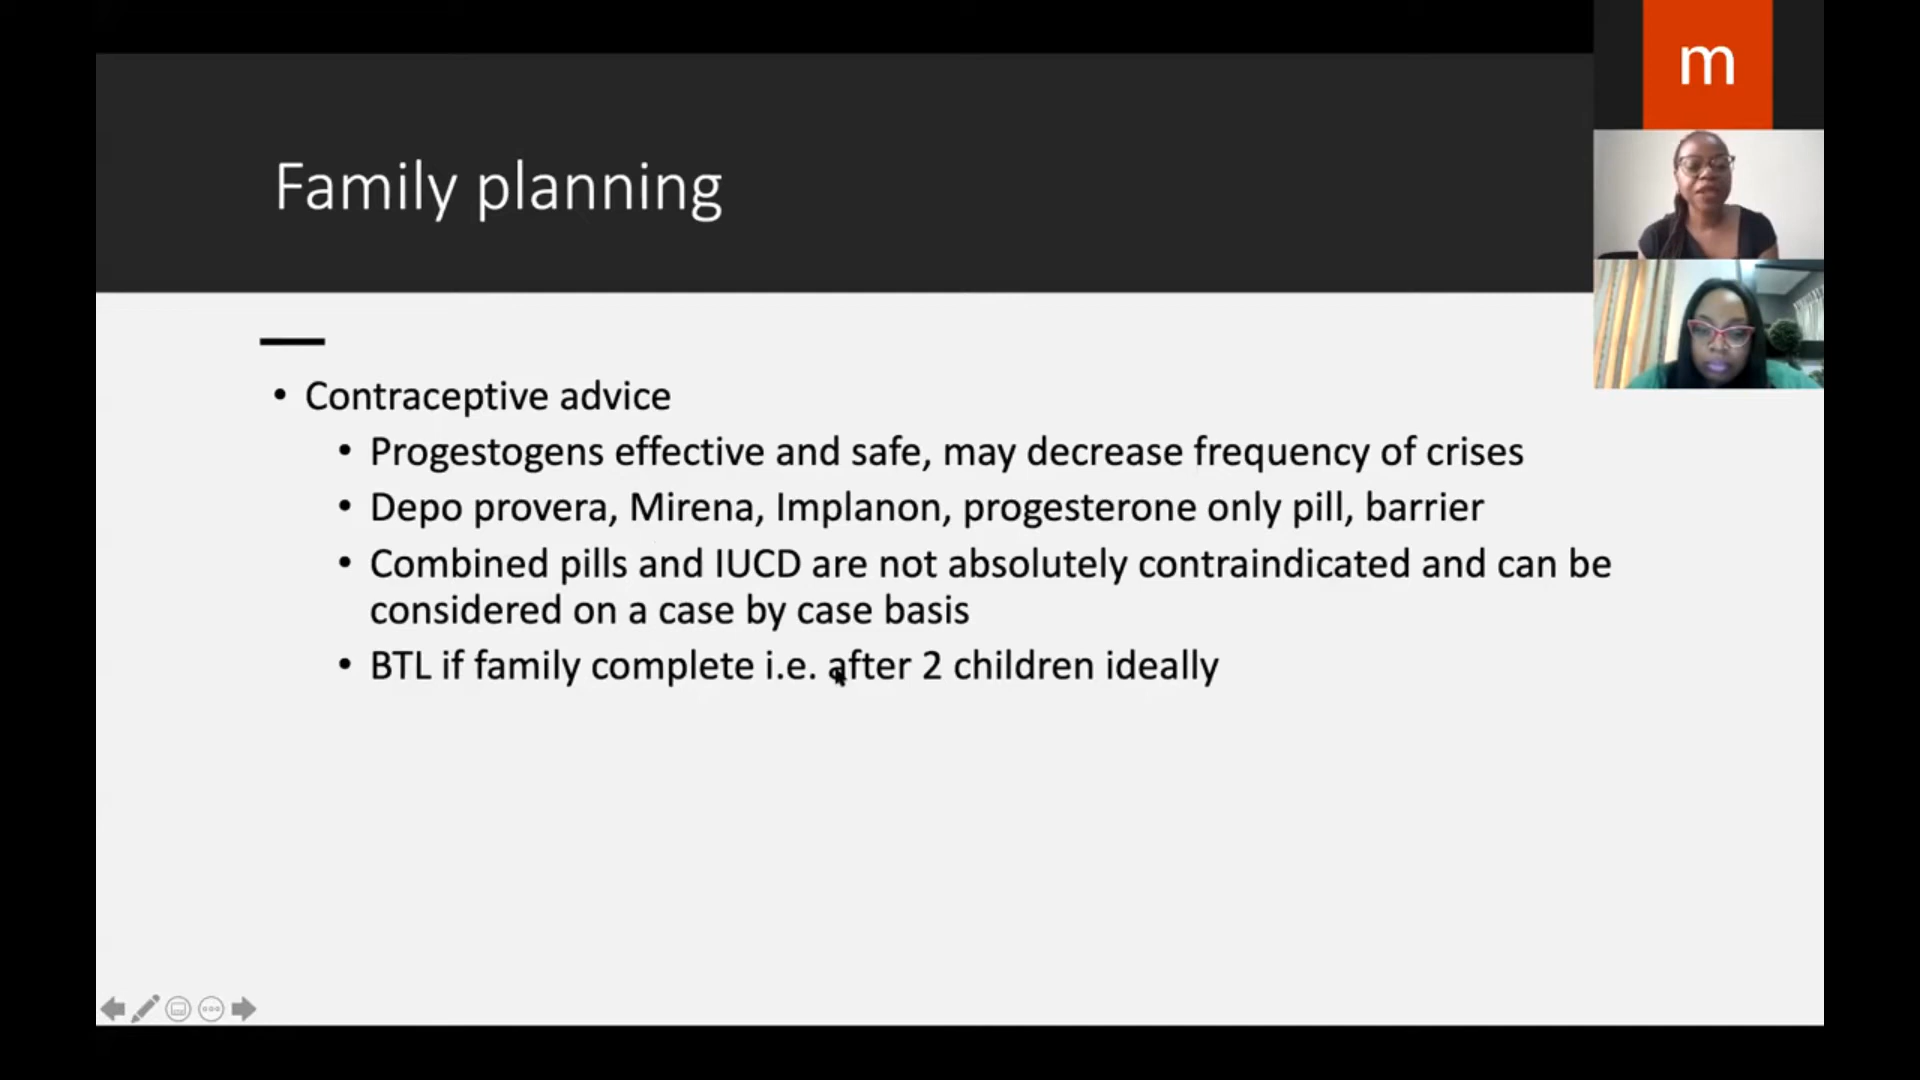 m
Family planning
• Contraceptive advice
• Progestogens effective and safe, may decrease frequency of crises
• Depo provera, Mirena, Implanon, progesterone only pill, barrier
• Combined pills and IUCD are not absolutely contraindicated and can be
considered on a case by case basis
• BTL if family complete i.e. after 2 children ideally